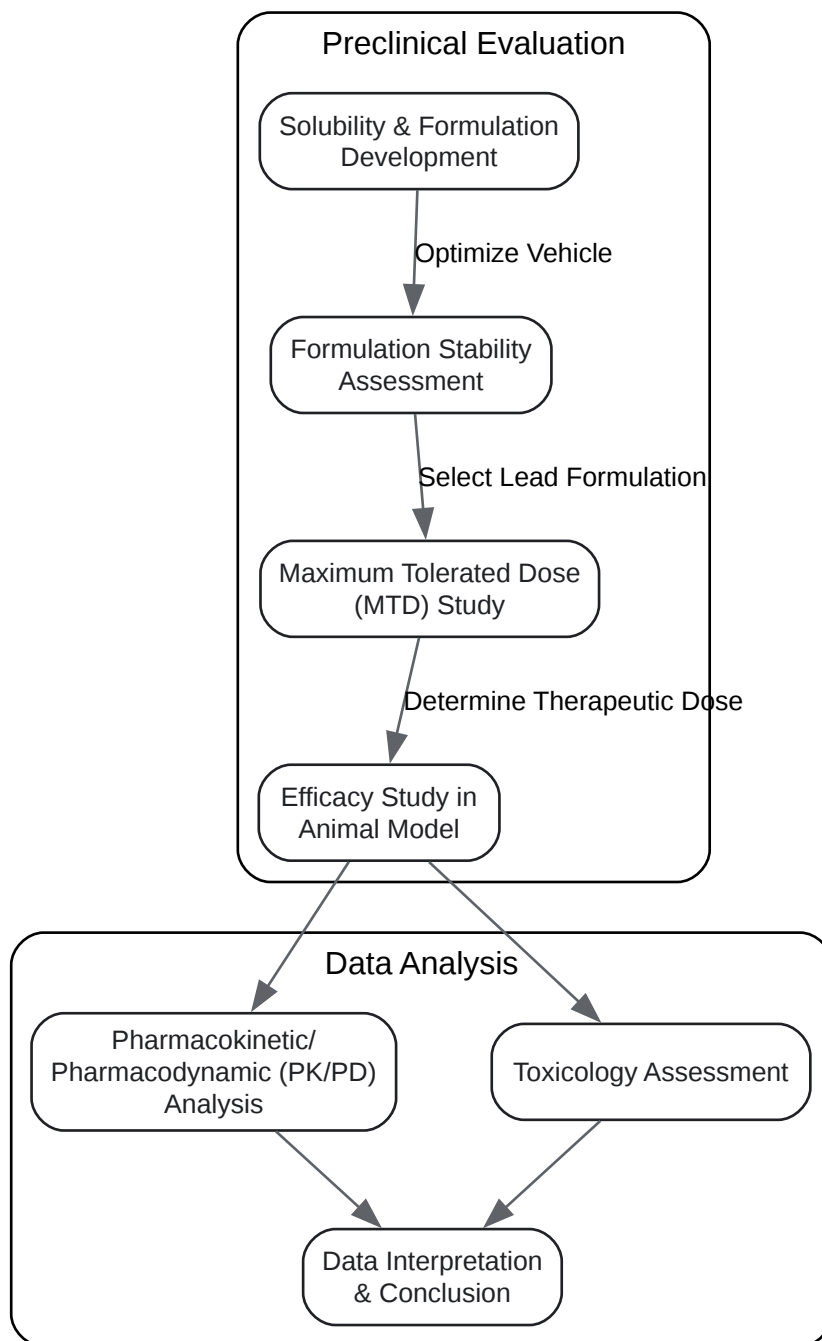 Preclinical Evaluation
Solubility & Formulation
Development
Optimize Vehicle
Formulation Stability
Assessment
Select Lead Formulation
Maximum Tolerated Dose
(MTD) Study
Determine Therapeutic Dose
Efficacy Study in
Animal Model
Data Analysis
Pharmacokinetic/
Pharmacodynamic (PK/PD)
Analysis
Toxicology Assessment
Data Interpretation
& Conclusion